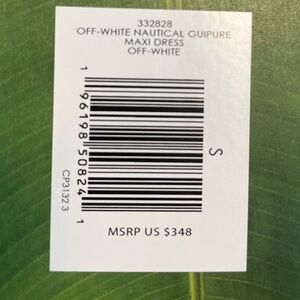 332828
OFF-WHITE NAUTICAL GUIPURE
MAXI DRESS
OFF-WHITE
1 96198 50824 1
CP31323
S
MSRP US $348